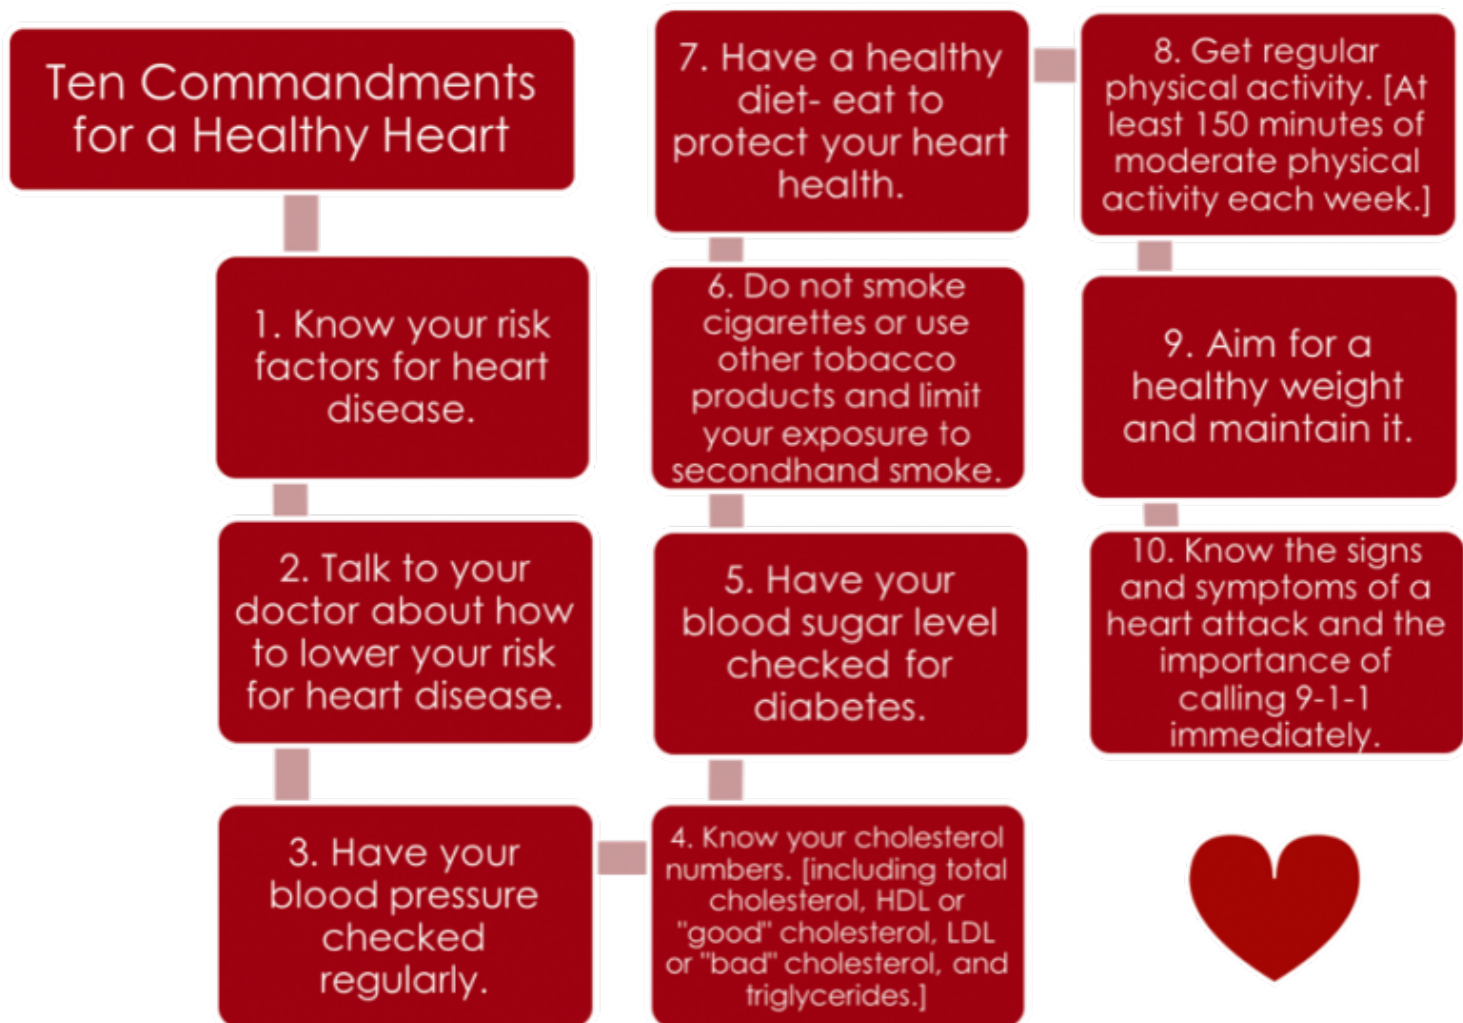 Ten Commandments
for a Healthy Heart
1. Know your risk
factors for heart
disease.
2. Talk to your
doctor about how
to lower your risk
for heart disease.
3. Have your
blood pressure
checked
regularly.
4. Know your cholesterol
numbers. [including total
cholesterol, HDL or
"good" cholesterol, LDL
or "bad" cholesterol, and
triglycerides.]
5. Have your
blood sugar level
checked for
diabetes.
6. Do not smoke
cigarettes or use
other tobacco
products and limit
your exposure to
secondhand smoke.
7. Have a healthy
diet- eat to
protect your heart
health.
8. Get regular
physical activity. [At
least 150 minutes of
moderate physical
activity each week.]
9. Aim for a
healthy weight
and maintain it.
10. Know the signs
and symptoms of a
heart attack and the
importance of
calling 9-1-1
immediately.